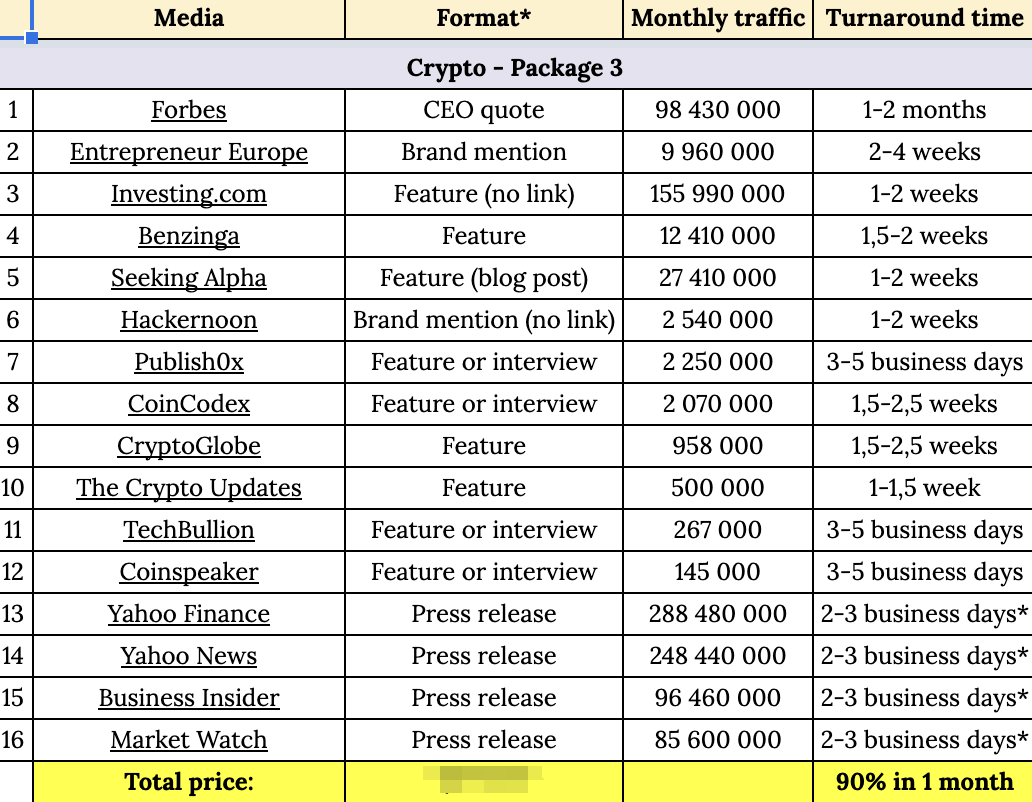 Media Format* Monthly traffic Turnaround time
Crypto - Package 3
1 Forbes CEO quote 98 430 000 1-2 months
2 Entrepreneur Europe Brand mention 9 960 000 2-4 weeks
3 Investing.com Feature (no link) 155 990 000 1-2 weeks
4 Benzinga Feature 12 410 000 1,5-2 weeks
5 Seeking Alpha Feature (blog post) 27 410 000 1-2 weeks
6 Hackernoon Brand mention (no link) 2 540 000 1-2 weeks
7 Publish0x Feature or interview 2 250 000 3-5 business days
8 CoinCodex Feature or interview 2 070 000 1,5-2,5 weeks
9 CryptoGlobe Feature 958 000 1,5-2,5 weeks
10 The Crypto Updates Feature 500 000 1-1,5 week
11 TechBullion Feature or interview 267 000 3-5 business days
12 Coinspeaker Feature or interview 145 000 3-5 business days
13 Yahoo Finance Press release 288 480 000 2-3 business days*
14 Yahoo News Press release 248 440 000 2-3 business days*
15 Business Insider Press release 96 460 000 2-3 business days*
16 Market Watch Press release 85 600 000 2-3 business days*
Total price: 90% in 1 month